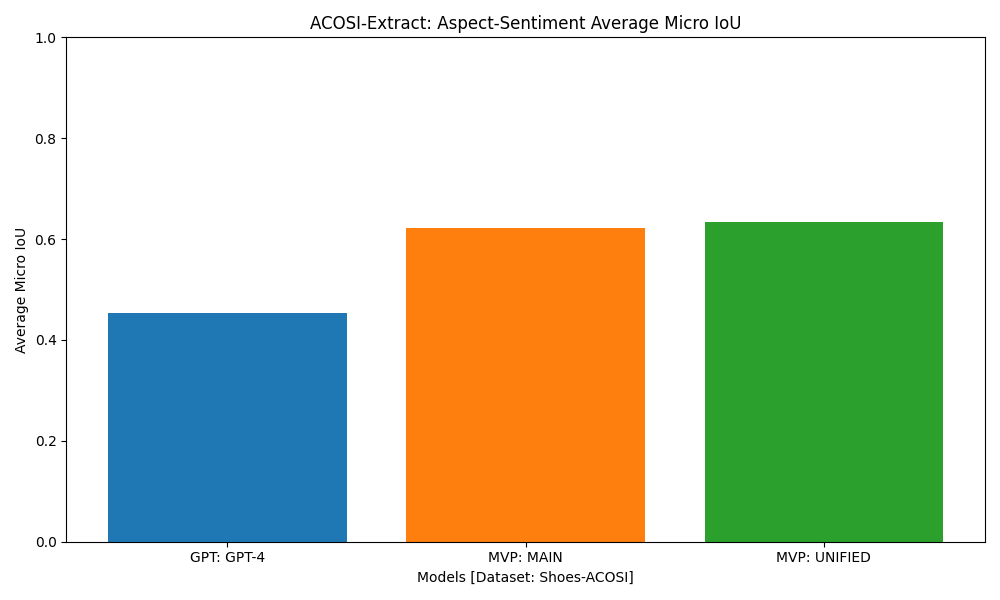 ACOSI-Extract: Aspect-Sentiment Average Micro IoU
1.0
0.8
0.6
0.4
0.2
0.0
Average Micro IoU
GPT: GPT-4
MVP: MAIN
MVP: UNIFIED
Models [Dataset: Shoes-ACOSI]